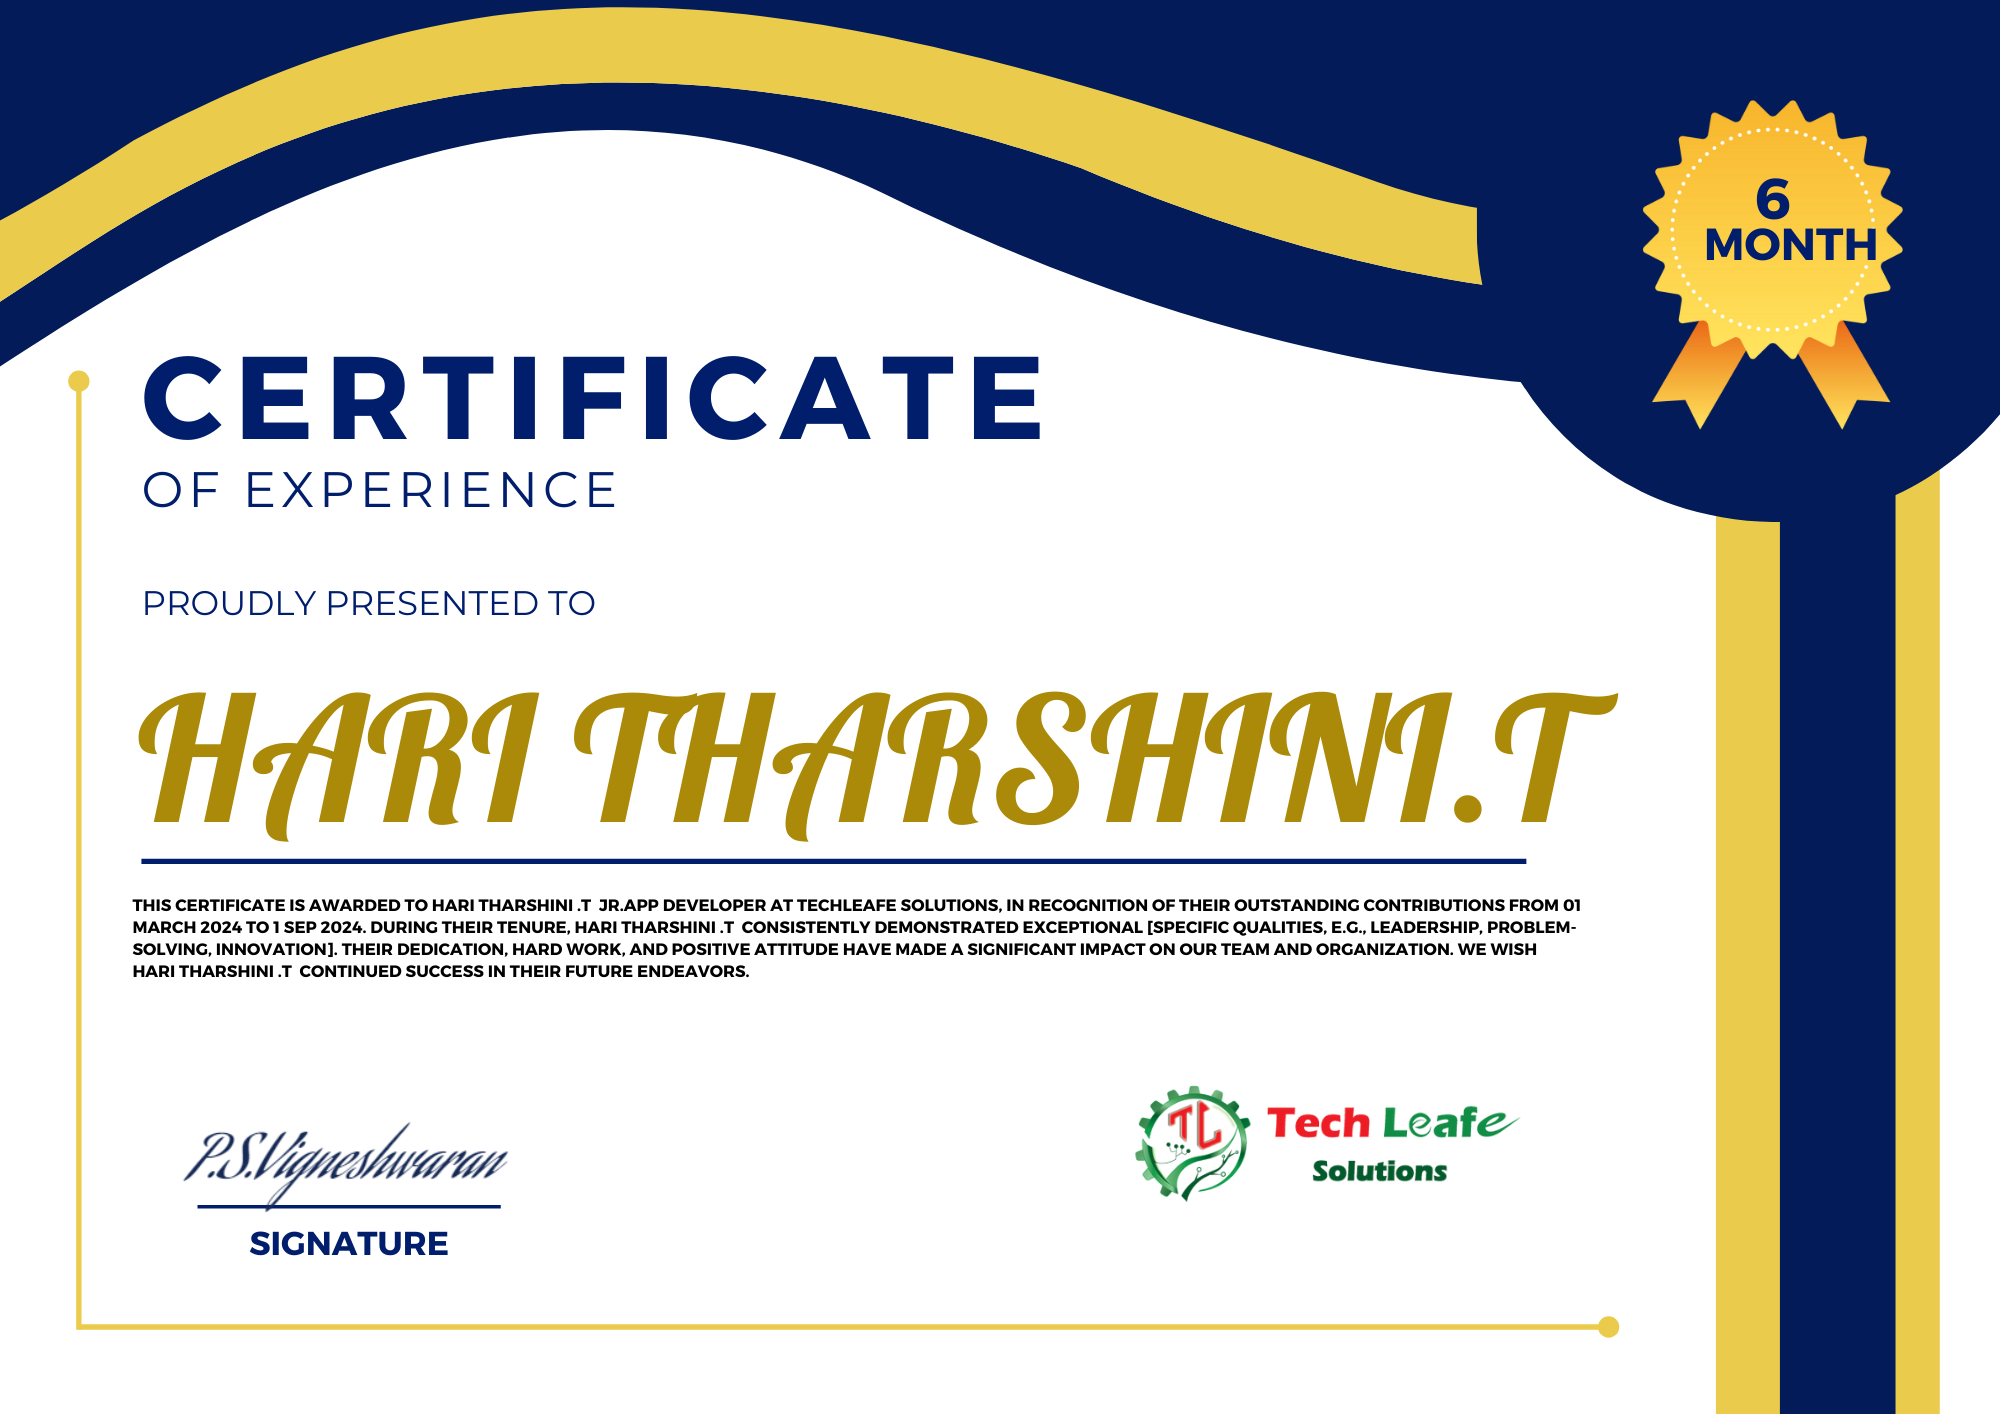 6
MONTH
CERTIFICATE
OF EXPERIENCE
PROUDLY PRESENTED TO
HARI THARSHINI.T
THIS CERTIFICATE IS AWARDED TO HARI THARSHINI .T JR.APP DEVELOPER AT TECHLEAFE SOLUTIONS, IN RECOGNITION OF THEIR OUTSTANDING CONTRIBUTIONS FROM 01
MARCH 2024 TO 1 SEP 2024. DURING THEIR TENURE, HARI THARSHINI .T CONSISTENTLY DEMONSTRATED EXCEPTIONAL [SPECIFIC QUALITIES, E.G., LEADERSHIP, PROBLEM-
SOLVING, INNOVATION]. THEIR DEDICATION, HARD WORK, AND POSITIVE ATTITUDE HAVE MADE A SIGNIFICANT IMPACT ON OUR TEAM AND ORGANIZATION. WE WISH
HARI THARSHINI .T CONTINUED SUCCESS IN THEIR FUTURE ENDEAVORS.
P.S.Vigneshwaran
SIGNATURE
TL
Tech Leafe
Solutions